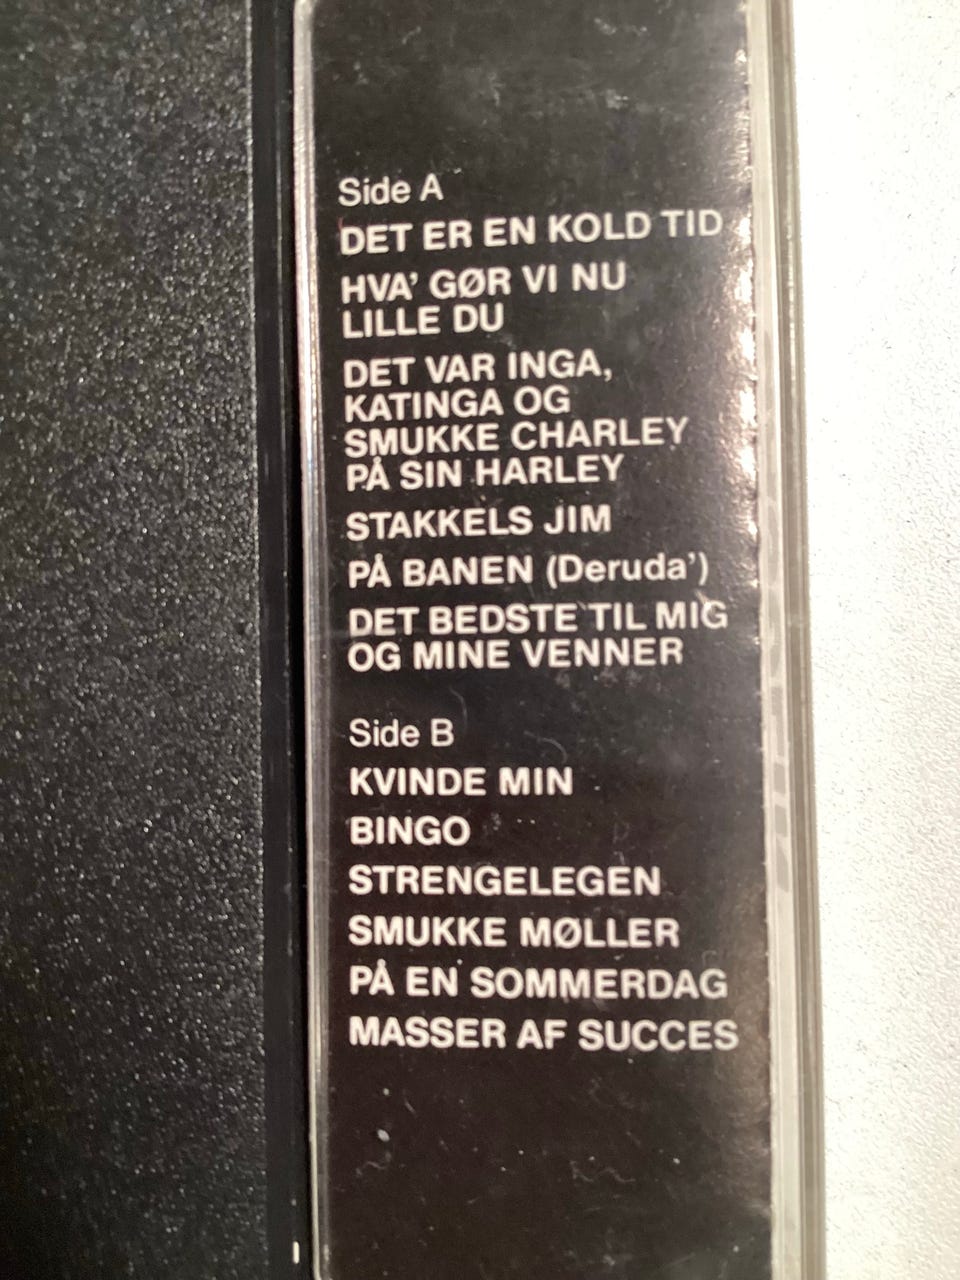 Side A
DET ER EN KOLD TID
HVA' GØR VI NU
LILLE DU
DET VAR INGA,
KATINGA OG
SMUKKE CHARLEY
PÅ SIN HARLEY
STAKKELS JIM
PÅ BANEN (Deruda')
DET BEDSTE TIL MIG
OG MINE VENNER
Side B
KVINDE MIN
BINGO
STRENGELEGEN
SMUKKE MØLLER
PÅ EN SOMMERDAG
MASSER AF SUCCES